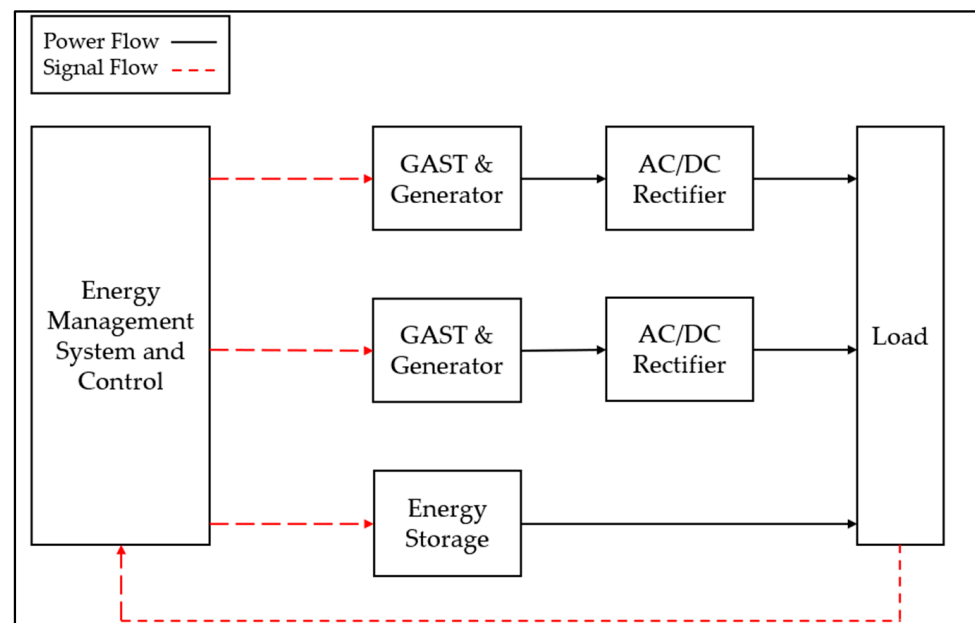 Power Flow
Signal Flow
Energy
Management
System and
Control
GAST &
Generator
AC/DC
Rectifier
GAST &
Generator
AC/DC
Rectifier
Energy
Storage
Load